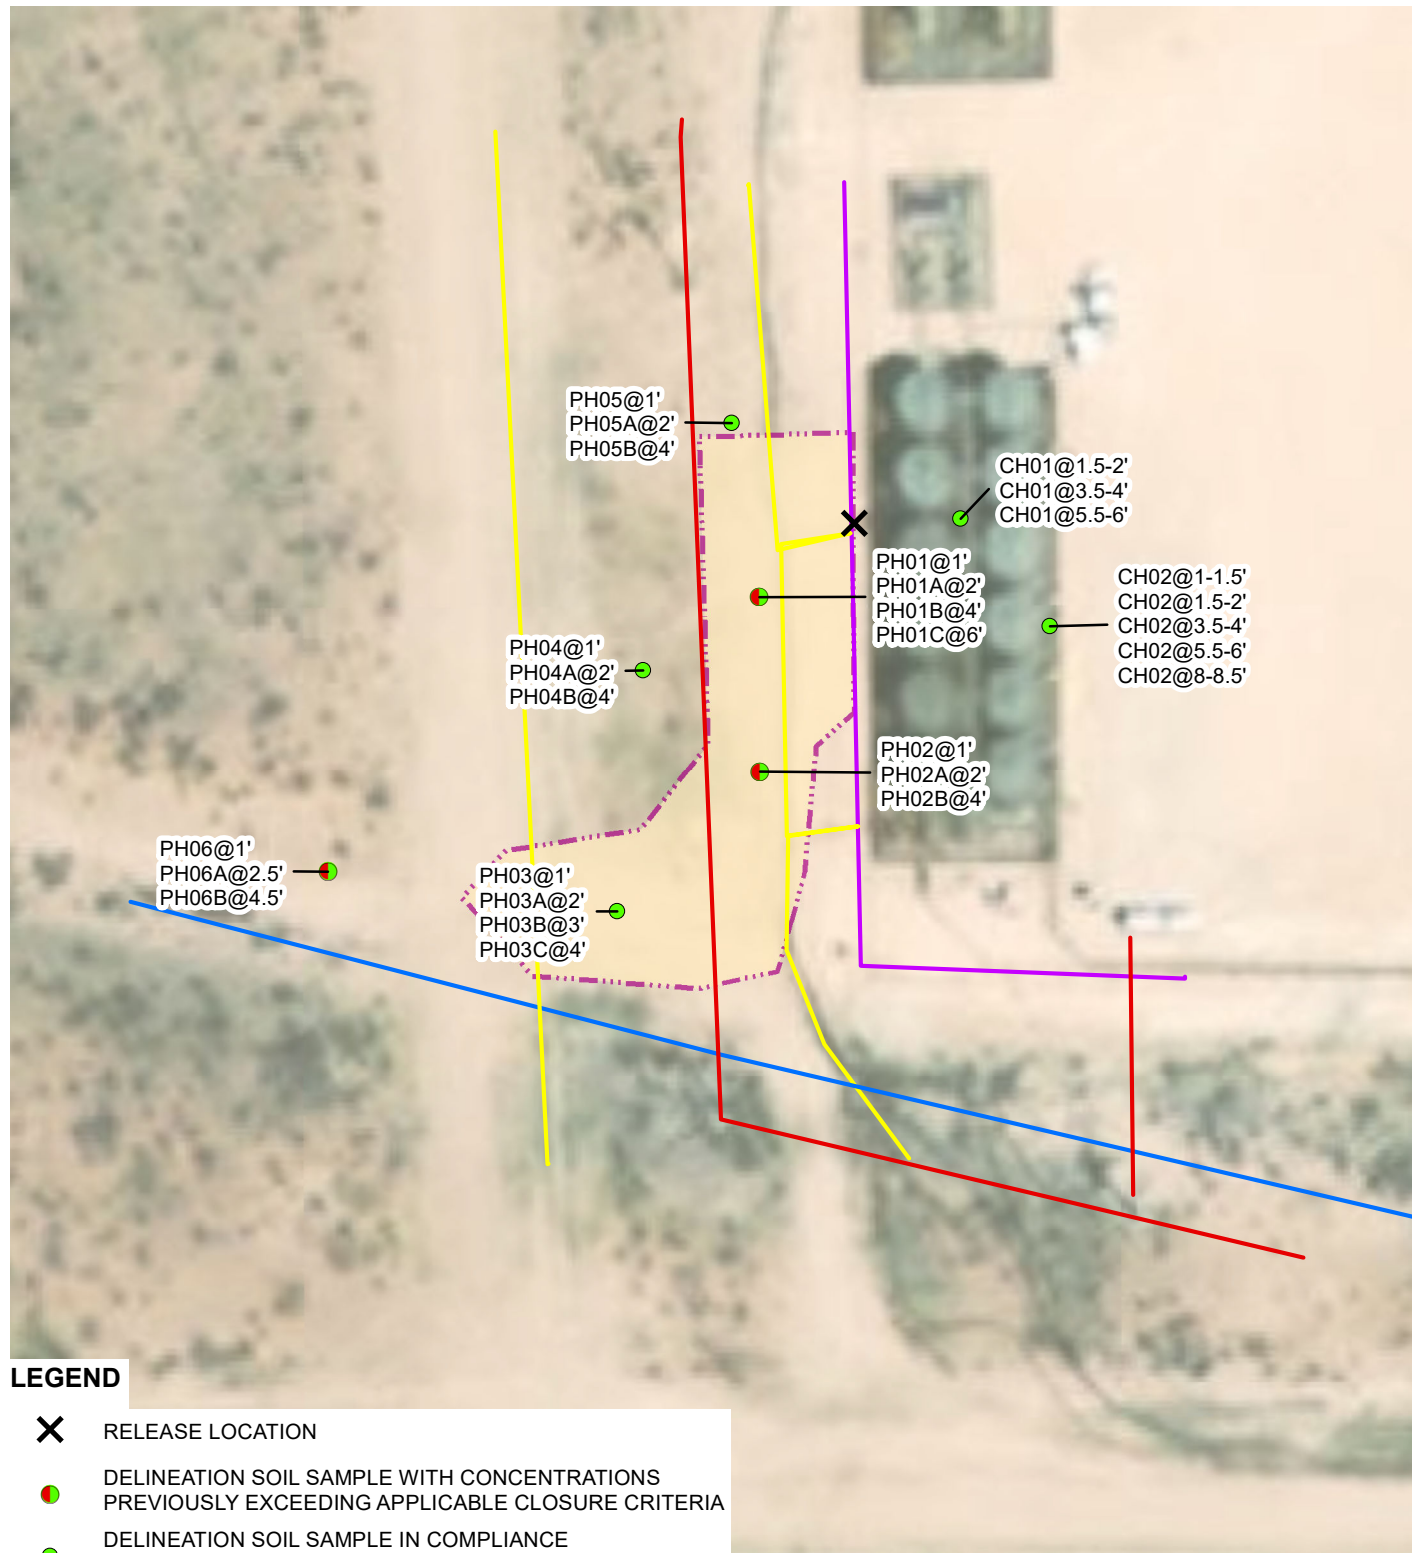 PH05@1'
PH05A@2'
PH05B@4'
CH01@1.5-2'
CH01@3.5-4'
CH01@5.5-6'
PH01@1'
PH01A@2'
PH01B@4'
PH01C@6'
CH02@1-1.5'
CH02@1.5-2'
CH02@3.5-4'
CH02@5.5-6'
CH02@8-8.5'
PH04@1'
PH04A@2'
PH04B@4'
PH02@1'
PH02A@2'
PH02B@4'
PH06@1'
PH06A@2.5'
PH06B@4.5'
PH03@1'
PH03A@2'
PH03B@3'
PH03C@4'
LEGEND
RELEASE LOCATION
DELINEATION SOIL SAMPLE WITH CONCENTRATIONS
PREVIOUSLY EXCEEDING APPLICABLE CLOSURE CRITERIA
DELINEATION SOIL SAMPLE IN COMPLIANCE